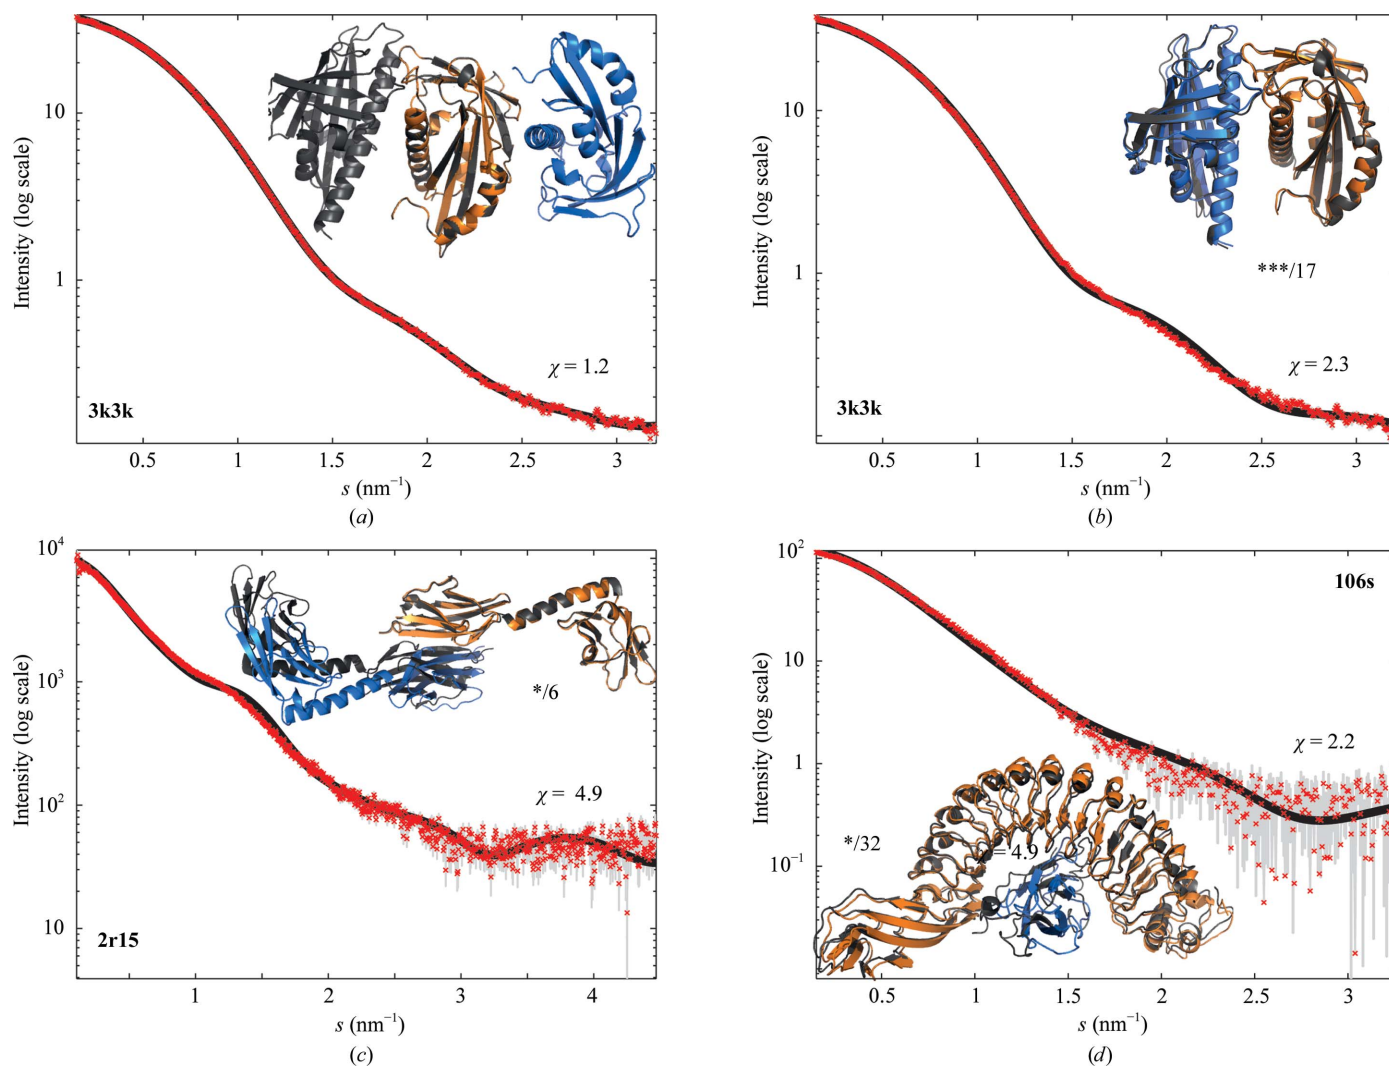 Intensity (log scale)
10
1
χ = 1.2
3k3k
0.5 1 1.5 2 2.5 3
s (nm⁻¹)
(a)
Intensity (log scale)
10
1
***/17
χ = 2.3
3k3k
0.5 1 1.5 2 2.5 3
s (nm⁻¹)
(b)
Intensity (log scale)
10⁴
10³
10²
10
*/6
χ = 4.9
2r15
1 2 3 4
s (nm⁻¹)
(c)
Intensity (log scale)
10²
10
1
10⁻¹
106s
χ = 2.2
*/32
χ = 4.9
0.5 1 1.5 2 2.5 3
s (nm⁻¹)
(d)